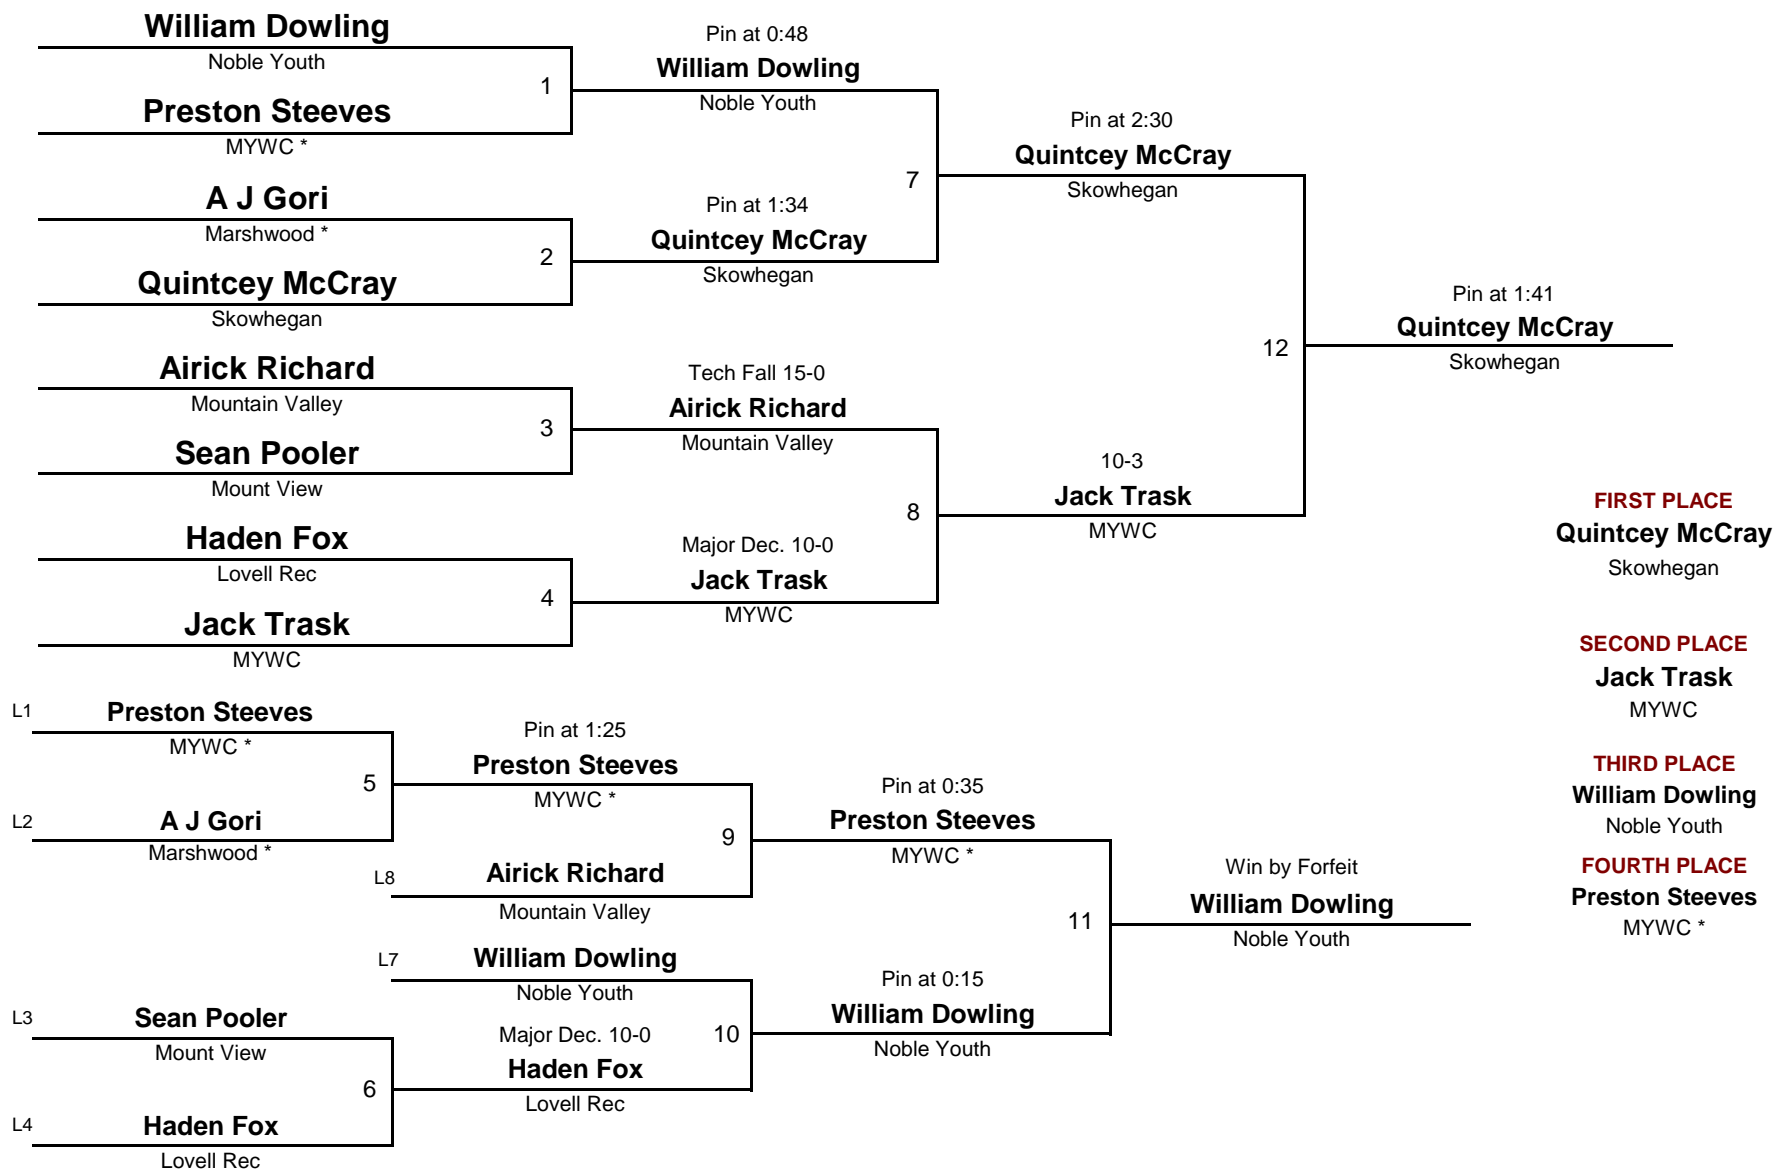 William Dowling
Noble Youth
1
Preston Steeves
MYWC *
A J Gori
Marshwood *
2
Quintcey McCray
Skowhegan
Airick Richard
Mountain Valley
3
Sean Pooler
Mount View
Haden Fox
Lovell Rec
4
Jack Trask
MYWC
Pin at 0:48
William Dowling
Noble Youth
7
Pin at 1:34
Quintcey McCray
Skowhegan
Tech Fall 15-0
Airick Richard
Mountain Valley
8
Major Dec. 10-0
Jack Trask
MYWC
Pin at 2:30
Quintcey McCray
Skowhegan
12
10-3
Jack Trask
MYWC
Pin at 1:41
Quintcey McCray
Skowhegan
L1
Preston Steeves
MYWC *
5
L2
A J Gori
Marshwood *
L3
Sean Pooler
Mount View
6
L4
Haden Fox
Lovell Rec
Pin at 1:25
Preston Steeves
MYWC *
9
L8
Airick Richard
Mountain Valley
L7
William Dowling
Noble Youth
10
Major Dec. 10-0
Haden Fox
Lovell Rec
Pin at 0:35
Preston Steeves
MYWC *
11
Pin at 0:15
William Dowling
Noble Youth
Win by Forfeit
William Dowling
Noble Youth
FIRST PLACE
Quintcey McCray
Skowhegan
SECOND PLACE
Jack Trask
MYWC
THIRD PLACE
William Dowling
Noble Youth
FOURTH PLACE
Preston Steeves
MYWC *